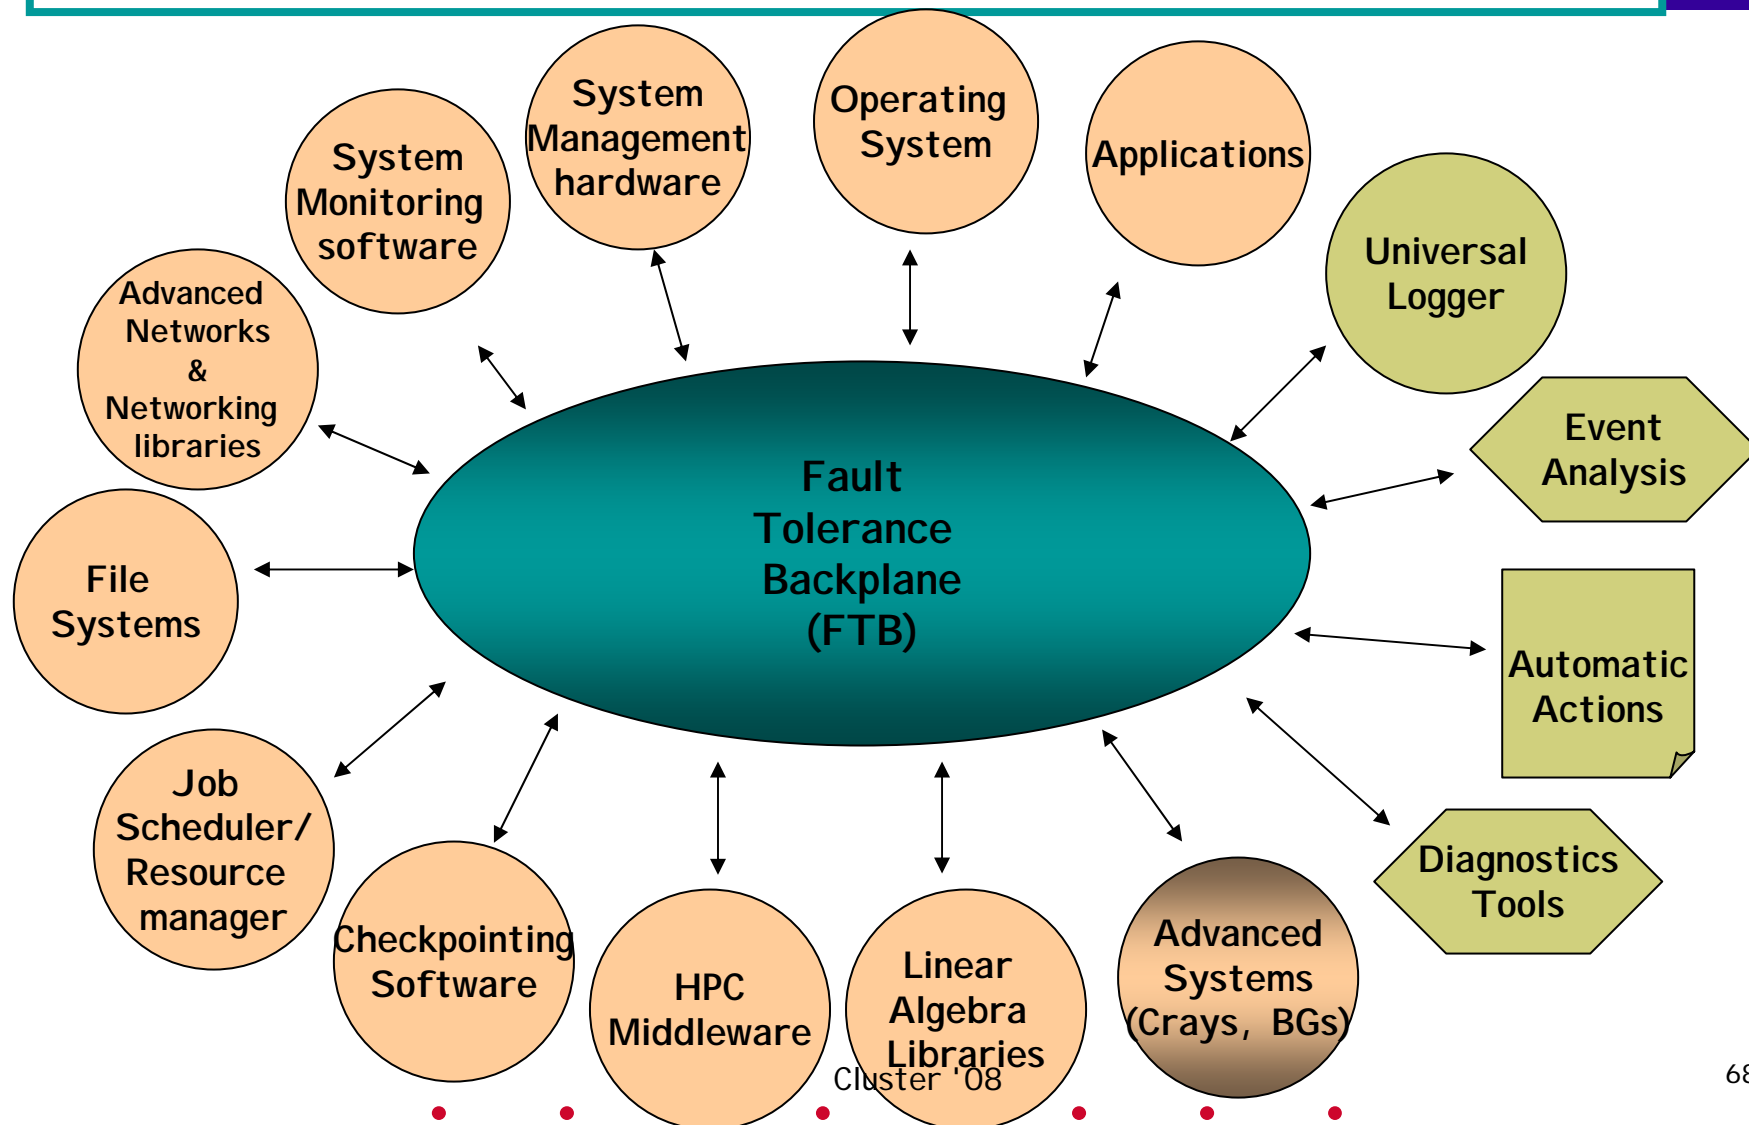 System
Management
hardware
Operating
System
Applications
System
Monitoring
software
Universal
Logger
Advanced
Networks
&
Networking
libraries
Event
Analysis
Fault
Tolerance
Backplane
(FTB)
File
Systems
Automatic
Actions
Job
Scheduler/
Resource
manager
Diagnostics
Tools
Checkpointing
Software
HPC
Middleware
Linear
Algebra
Libraries
Advanced
Systems
(Crays, BGs)
Cluster '08
68